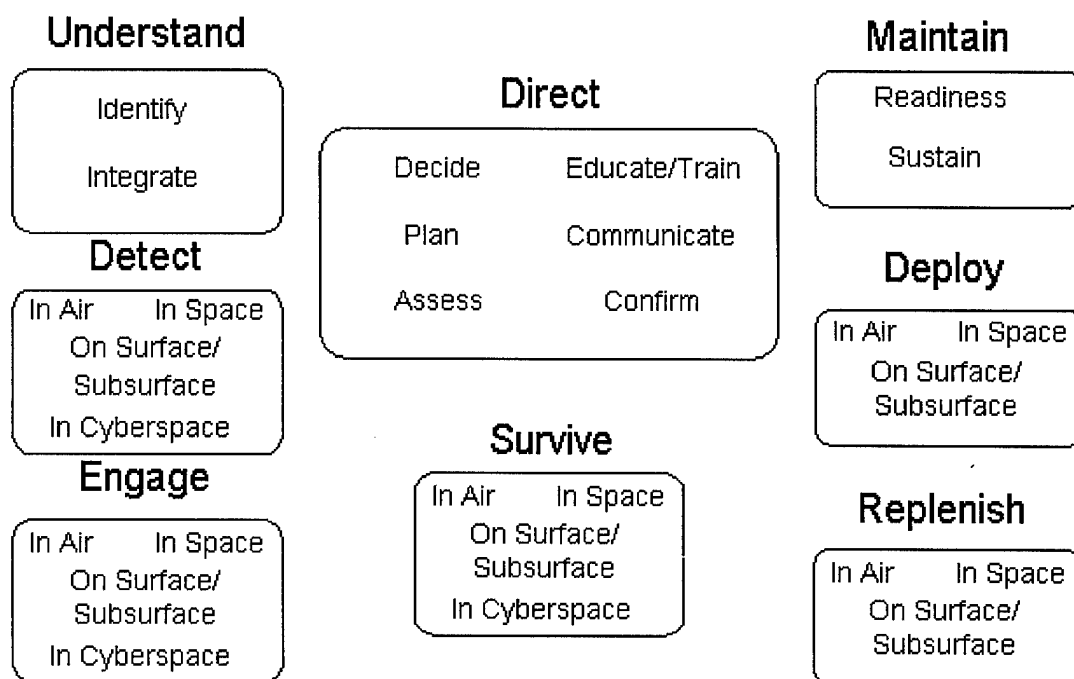 Understand
Identify
Integrate
Detect
In Air In Space
On Surface/
Subsurface
In Cyberspace
Engage
In Air In Space
On Surface/
Subsurface
In Cyberspace
Direct
Decide Educate/Train
Plan Communicate
Assess Confirm
Survive
In Air In Space
On Surface/
Subsurface
In Cyberspace
Maintain
Readiness
Sustain
Deploy
In Air In Space
On Surface/
Subsurface
Replenish
In Air In Space
On Surface/
Subsurface